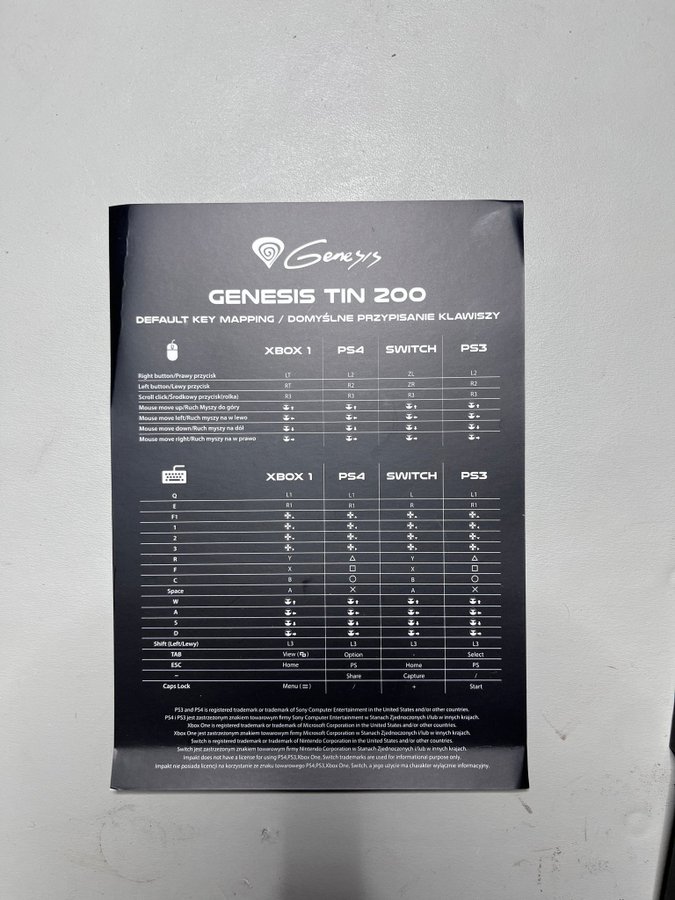 Genesis
GENESIS TIN 200
DEFAULT KEY MAPPING / DOMYŚLNE PRZYPISANIE KLAWISZY
XBOX 1 PS4 SWITCH PS3
Right button/Prawy przycisk LT L2 ZL L2
Left button/Lewy przycisk RT R2 ZR R2
Scroll click/Środkowy przycisk(rolka) R3 R3 R3 R3
Mouse move up/Ruch Myszy do góry
Mouse move left/Ruch myszy na w lewo
Mouse move down/Ruch myszy na dół
Mouse move right/Ruch myszy na w prawo
XBOX 1 PS4 SWITCH PS3
Q L1 L1 L L1
E R1 R1 R R1
F1
1
2
3
R Y △ Y △
F X □ X □
C B ○ B ○
Space A ✕ A ✕
W
A
S
D
Shift (Left/Lewy) L3 L3 L3 L3
TAB View ( ) Option - Select
ESC Home PS Home PS
~ Share Capture /
Caps Lock Menu (☰) / + Start
PS3 and PS4 is registered trademark or trademark of Sony Computer Entertainment in the United States and/or other countries.
PS4 i PS3 jest zastrzeżonym znakiem towarowym firmy Sony Computer Entertainment w Stanach Zjednoczonych i/lub w innych krajach.
Xbox One is registered trademark or trademark of Microsoft Corporation in the United States and/or other countries.
Xbox One jest zastrzeżonym znakiem towarowym firmy Microsoft Corporation w Stanach Zjednoczonych i/lub w innych krajach.
Switch is registered trademark or trademark of Nintendo Corporation in the United States and/or other countries.
Switch jest zastrzeżonym znakiem towarowym firmy Nintendo Corporation w Stanach Zjednoczonych i/lub w innych krajach.
Impakt does not have a license for using PS4,PS3,Xbox One, Switch trademarks are used for informational purpose only.
Impakt nie posiada licencji na korzystanie ze znaku towarowego PS4,PS3,Xbox One, Switch, a jego użycie ma charakter wyłącznie informacyjny.